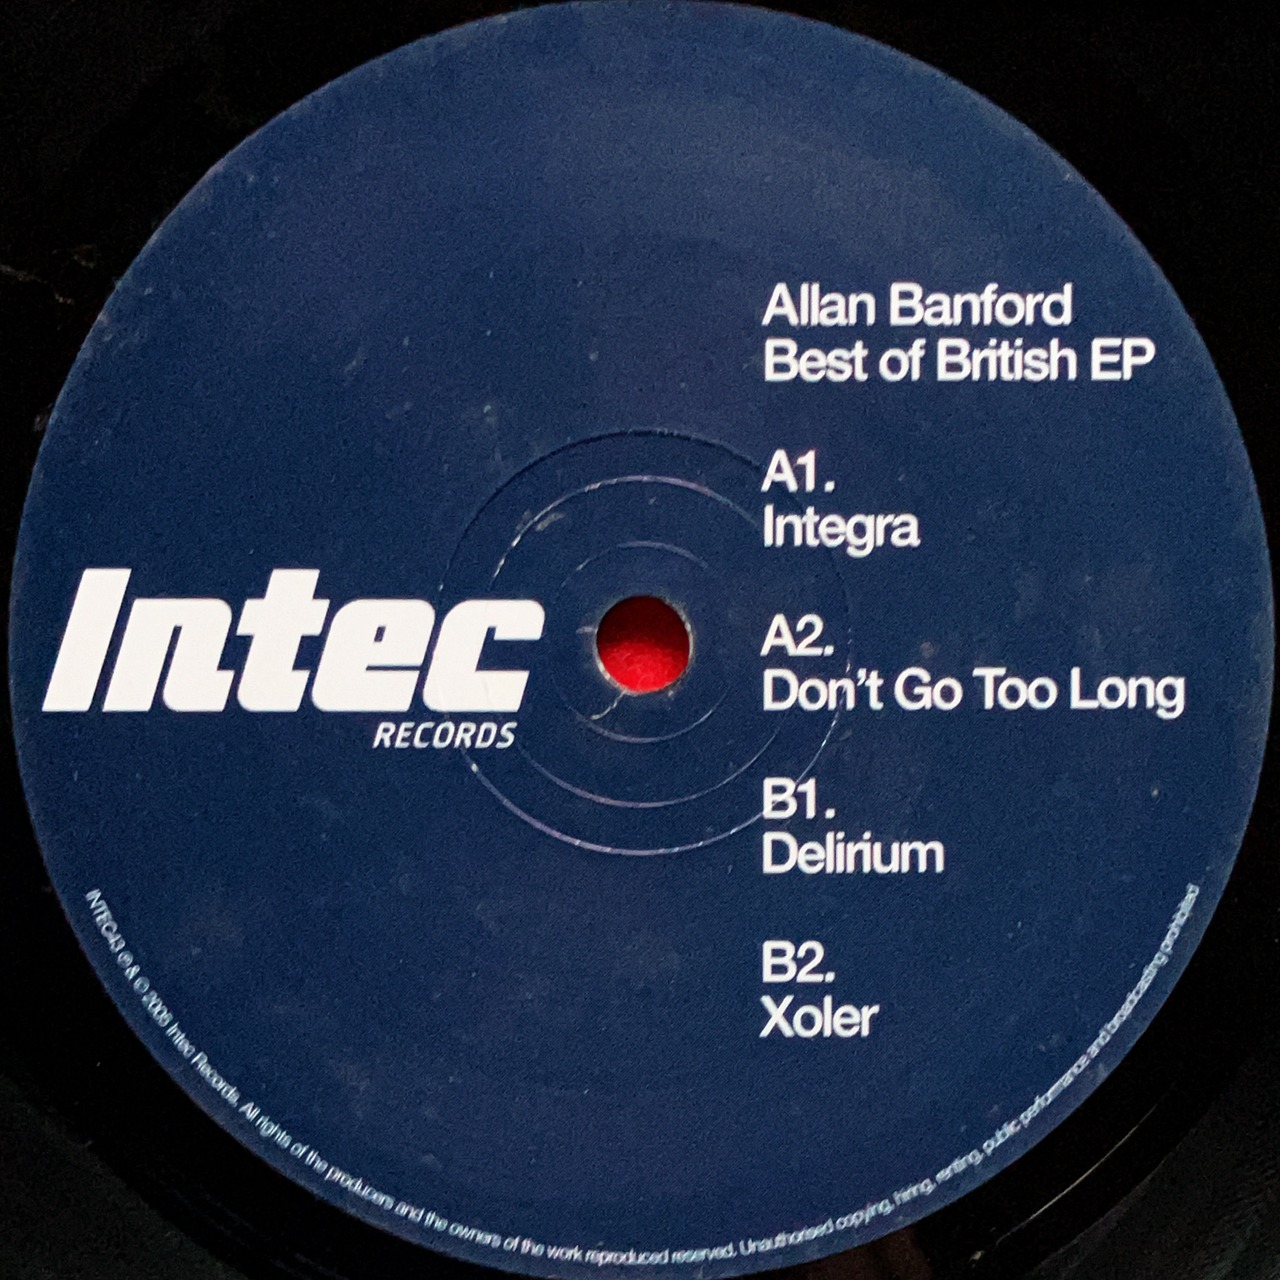 Allan Banford
Best of British EP
A1.
Integra
A2.
Don't Go Too Long
B1.
Delirium
B2.
Xoler
Intec
RECORDS
INTEC43 ℗ & © 2005 Intec Records. All rights of the producers and the owners of the work reproduced reserved. Unauthorised copying, hiring, renting, public performance and broadcasting prohibited